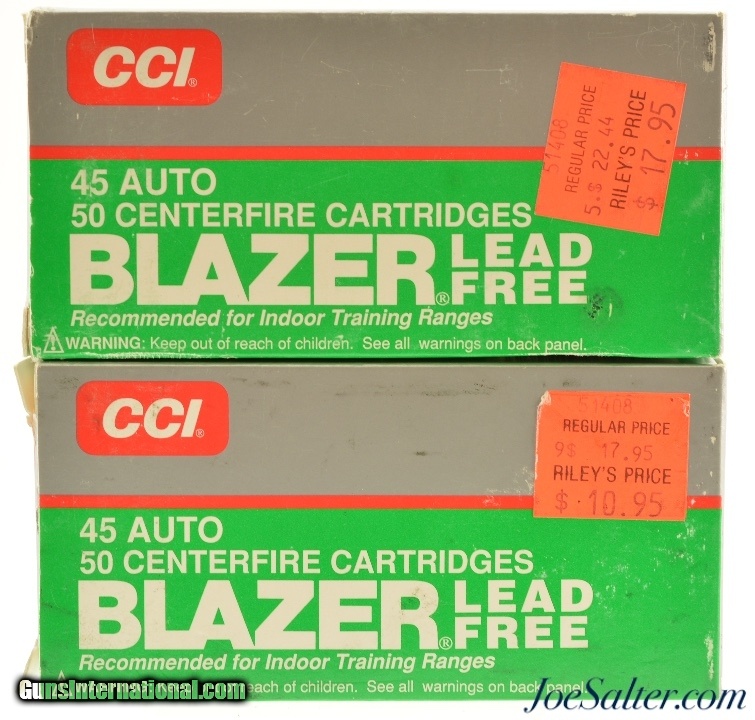 CCI®
51408
REGULAR PRICE
5.$ 22.44
RILEY'S PRICE
$ 17.95
45 AUTO
50 CENTERFIRE CARTRIDGES
BLAZER® LEAD FREE
Recommended for Indoor Training Ranges
WARNING: Keep out of reach of children. See all warnings on back panel.
CCI®
51408
REGULAR PRICE
9$ 17.95
RILEY'S PRICE
$ 10.95
45 AUTO
50 CENTERFIRE CARTRIDGES
BLAZER® LEAD FREE
Recommended for Indoor Training Ranges
each of children. See all warnings on back panel
GunsInternational.com
JoeSalter.com